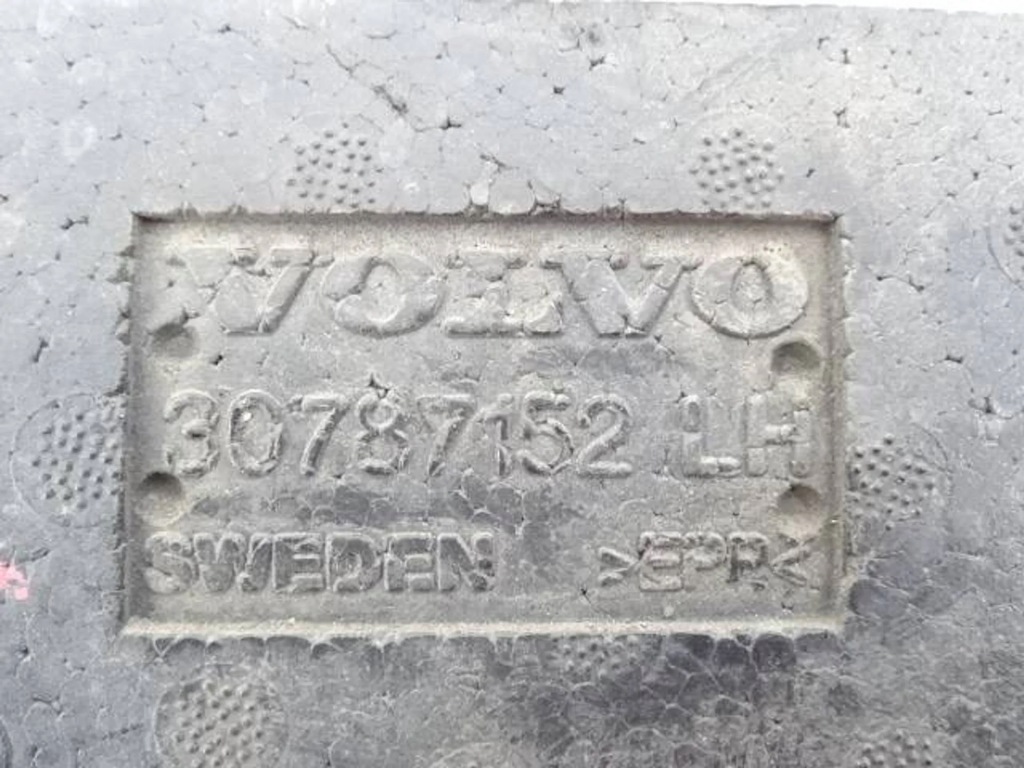 VOLVO
30787152 LH
SWEDEN >EPP<